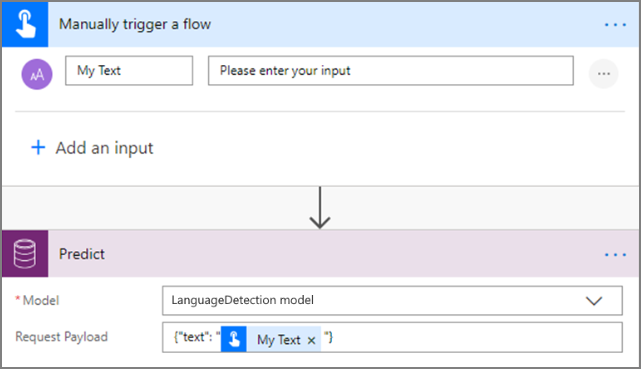 Manually trigger a flow
AA My Text Please enter your input
+ Add an input
Predict
* Model LanguageDetection model
Request Payload {"text": " My Text × "}